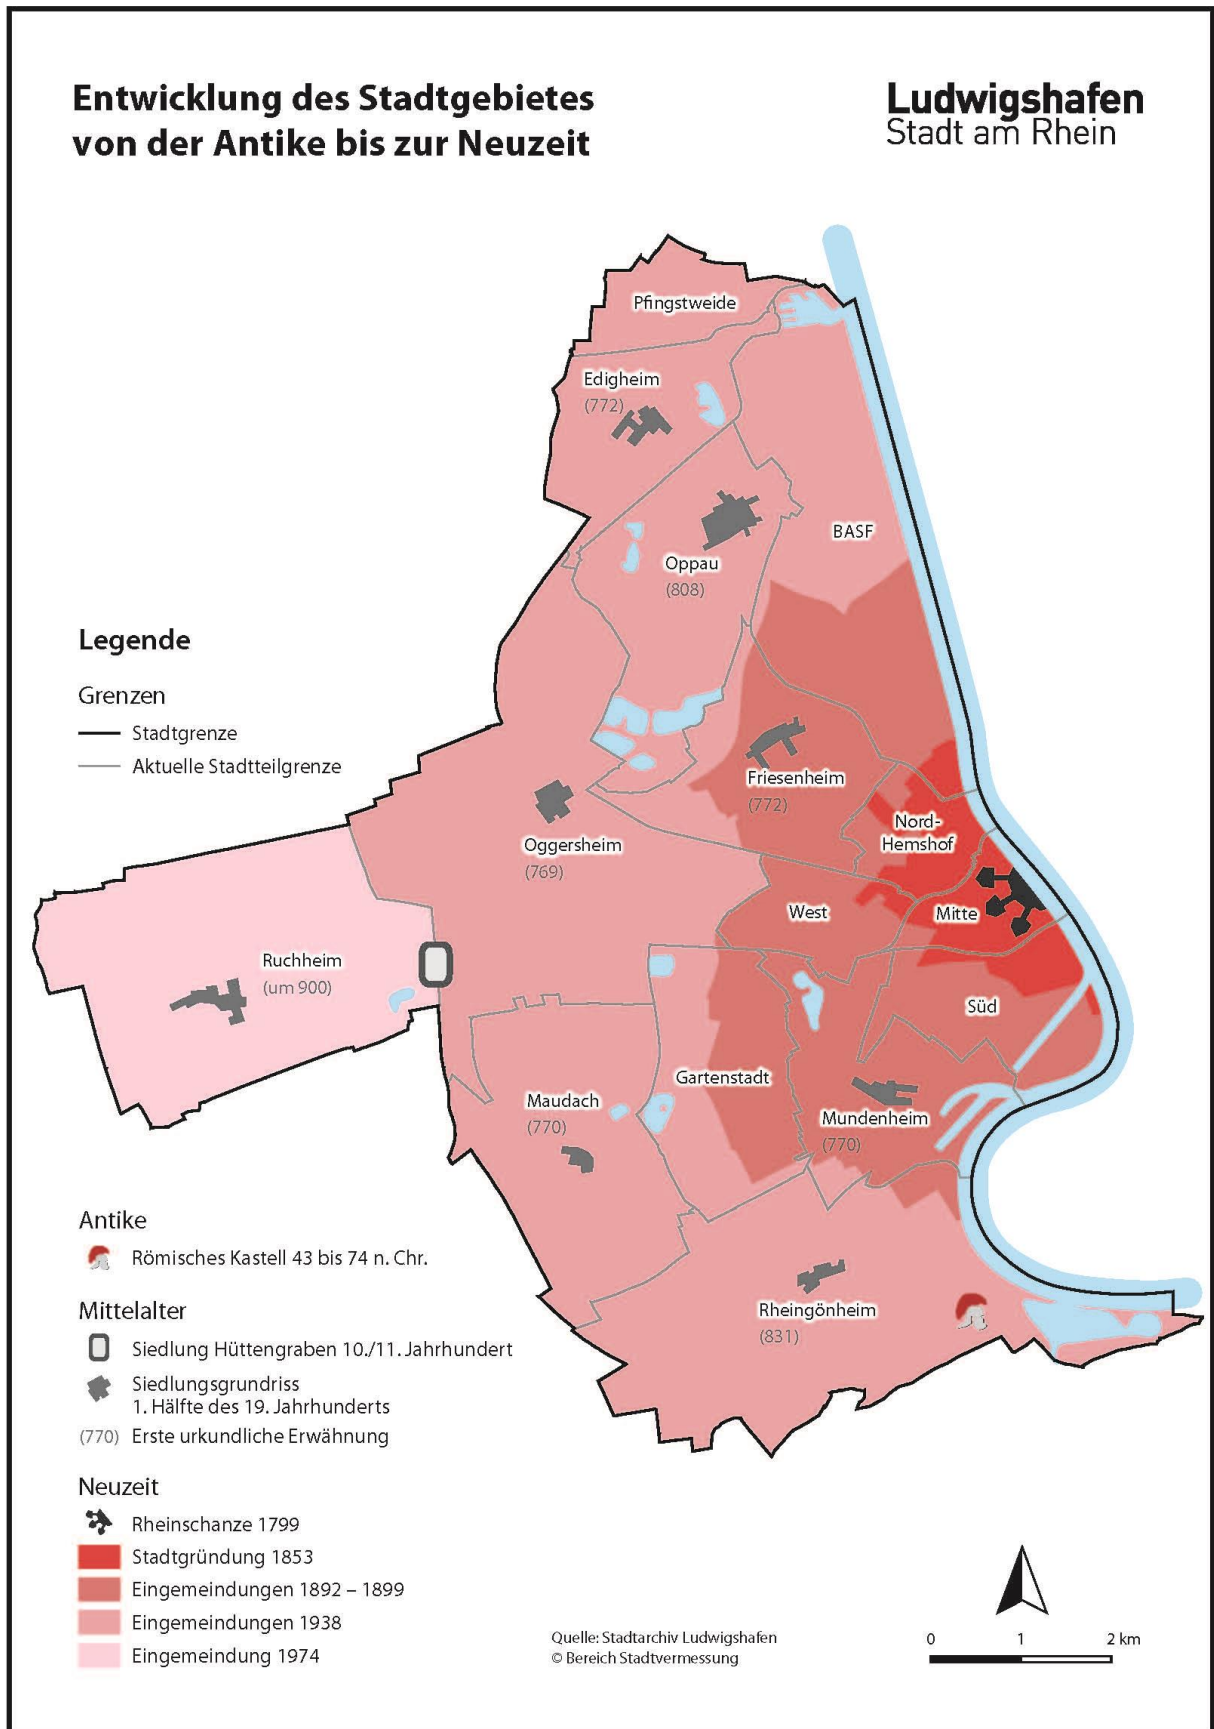 Entwicklung des Stadtgebietes
von der Antike bis zur Neuzeit
Ludwigshafen
Stadt am Rhein
Pfingstweide
Edigheim
(772)
BASF
Oppau
(808)
Friesenheim
(772)
Nord-
Hemshof
Oggersheim
(769)
West
Mitte
Ruchheim
(um 900)
Süd
Gartenstadt
Maudach
(770)
Mundenheim
(770)
Rheingönheim
(831)
Legende
Grenzen
Stadtgrenze
Aktuelle Stadtteilgrenze
Antike
Römisches Kastell 43 bis 74 n. Chr.
Mittelalter
Siedlung Hüttengraben 10./11. Jahrhundert
Siedlungsgrundriss
1. Hälfte des 19. Jahrhunderts
(770) Erste urkundliche Erwähnung
Neuzeit
Rheinschanze 1799
Stadtgründung 1853
Eingemeindungen 1892 – 1899
Eingemeindungen 1938
Eingemeindung 1974
Quelle: Stadtarchiv Ludwigshafen
© Bereich Stadtvermessung
0 1 2 km